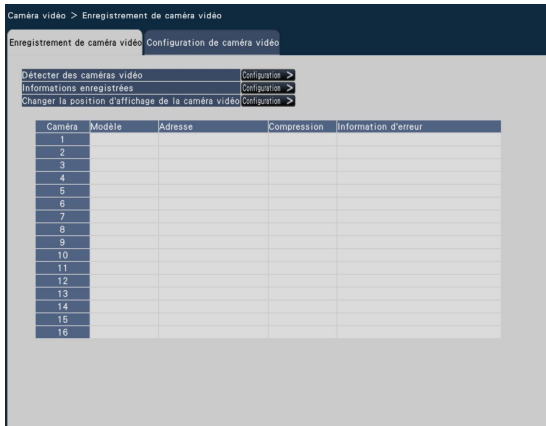 Caméra vidéo > Enregistrement de caméra vidéo
Enregistrement de caméra vidéo Configuration de caméra vidéo
Détecter des caméras vidéo Configuration >
Informations enregistrées Configuration >
Changer la position d'affichage de la caméra vidéo Configuration >
Caméra Modèle Adresse Compression Information d'erreur
1
2
3
4
5
6
7
8
9
10
11
12
13
14
15
16